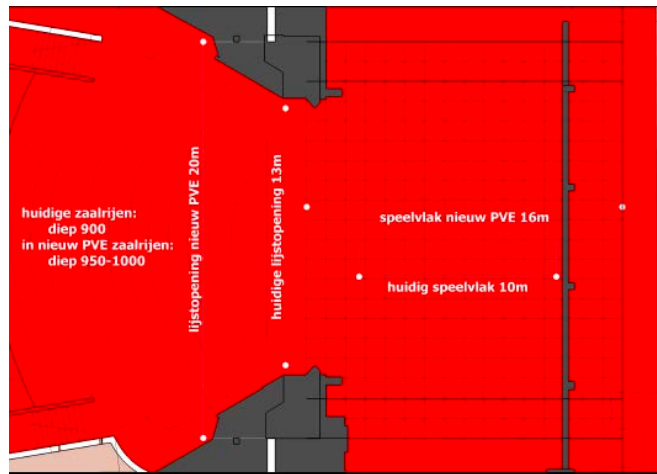 huidige zaalrijen:
diep 900
in nieuw PVE zaalrijen:
diep 950-1000
lijstopening nieuw PVE 20m
huidige lijstopening 13m
speelvlak nieuw PVE 16m
huidig speelvlak 10m